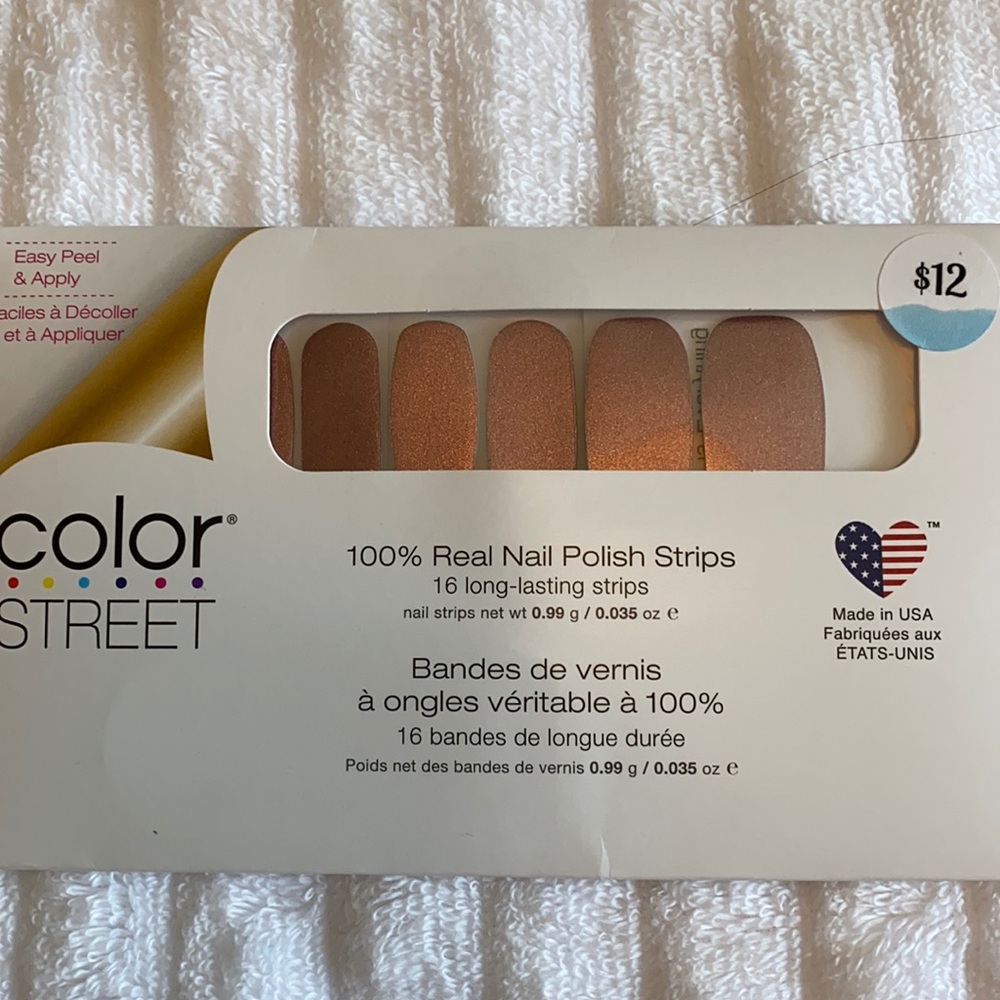 Easy Peel
& Apply
aciles à Décoller
et à Appliquer
$12
color®
STREET
100% Real Nail Polish Strips
16 long-lasting strips
nail strips net wt 0.99 g / 0.035 oz ℮
Bandes de vernis
à ongles véritable à 100%
16 bandes de longue durée
Poids net des bandes de vernis 0.99 g / 0.035 oz ℮
™
Made in USA
Fabriquées aux
ÉTATS-UNIS